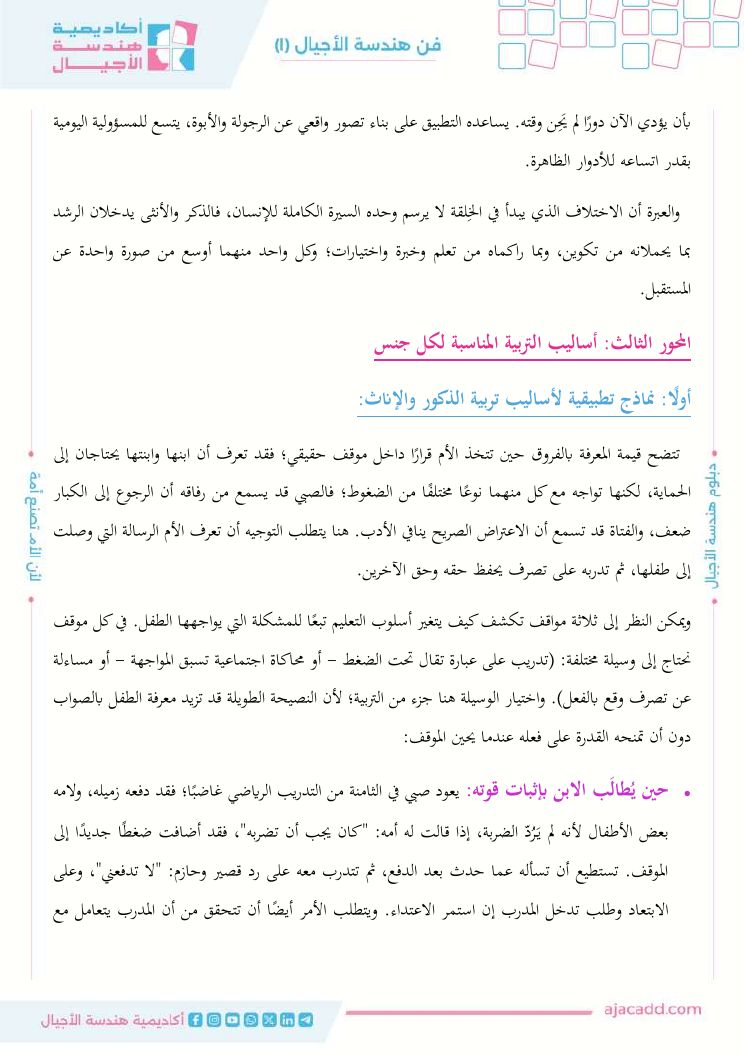 أكاديمية
هندسة
الأجيال
فن هندسة الأجيال (١)
بأن يؤدي الآن دورًا لم يَحِن وقته. يساعده التطبيق على بناء تصور واقعي عن الرجولة والأبوة، يتسع للمسؤولية اليومية
بقدر اتساعه للأدوار الظاهرة.
والعبرة أن الاختلاف الذي يبدأ في الخِلقة لا يرسم وحده السيرة الكاملة للإنسان، فالذكر والأنثى يدخلان الرشد
بما يحملانه من تكوين، وبما راكماه من تعلم وخبرة واختيارات؛ وكل واحد منهما أوسع من صورة واحدة عن
المستقبل.
المحور الثالث: أساليب التربية المناسبة لكل جنس
أولًا: نماذج تطبيقية لأساليب تربية الذكور والإناث:
تتضح قيمة المعرفة بالفروق حين تتخذ الأم قرارًا داخل موقف حقيقي؛ فقد تعرف أن ابنها وابنتها يحتاجان إلى
الحماية، لكنها تواجه مع كل منهما نوعًا مختلفًا من الضغوط؛ فالصبي قد يسمع من رفاقه أن الرجوع إلى الكبار
ضعف، والفتاة قد تسمع أن الاعتراض الصريح ينافي الأدب. هنا يتطلب التوجيه أن تعرف الأم الرسالة التي وصلت
إلى طفلها، ثم تدربه على تصرف يحفظ حقه وحق الآخرين.
ويمكن النظر إلى ثلاثة مواقف تكشف كيف يتغير أسلوب التعليم تبعًا للمشكلة التي يواجهها الطفل. في كل موقف
نحتاج إلى وسيلة مختلفة: (تدريب على عبارة تقال تحت الضغط – أو محاكاة اجتماعية تسبق المواجهة – أو مساءلة
عن تصرف وقع بالفعل). واختيار الوسيلة هنا جزء من التربية؛ لأن النصيحة الطويلة قد تزيد معرفة الطفل بالصواب
دون أن تمنحه القدرة على فعله عندما يحين الموقف:
• حين يُطالَب الابن بإثبات قوته: يعود صبي في الثامنة من التدريب الرياضي غاضبًا؛ فقد دفعه زميله، ولامه
بعض الأطفال لأنه لم يَرُدّ الضربة، إذا قالت له أمه: "كان يجب أن تضربه"، فقد أضافت ضغطًا جديدًا إلى
الموقف. تستطيع أن تسأله عما حدث بعد الدفع، ثم تتدرب معه على رد قصير وحازم: "لا تدفعني"، وعلى
الابتعاد وطلب تدخل المدرب إن استمر الاعتداء. ويتطلب الأمر أيضًا أن تتحقق من أن المدرب يتعامل مع
دبلوم هندسة الأجيال
لأن الأم تصنع أمة
أكاديمية هندسة الأجيال
ajacadd.com